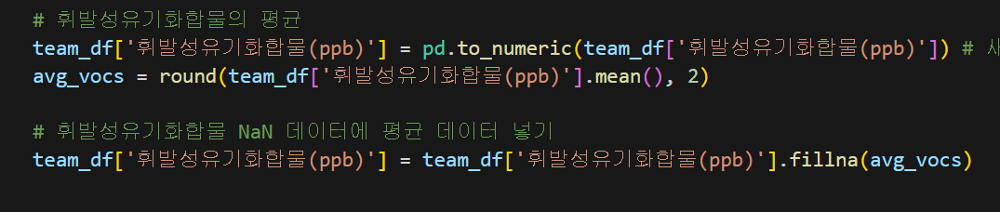 # 휘발성유기화합물의 평균
team_df['휘발성유기화합물(ppb)'] = pd.to_numeric(team_df['휘발성유기화합물(ppb)']) #
avg_vocs = round(team_df['휘발성유기화합물(ppb)'].mean(), 2)
# 휘발성유기화합물 NaN 데이터에 평균 데이터 넣기
team_df['휘발성유기화합물(ppb)'] = team_df['휘발성유기화합물(ppb)'].fillna(avg_vocs)